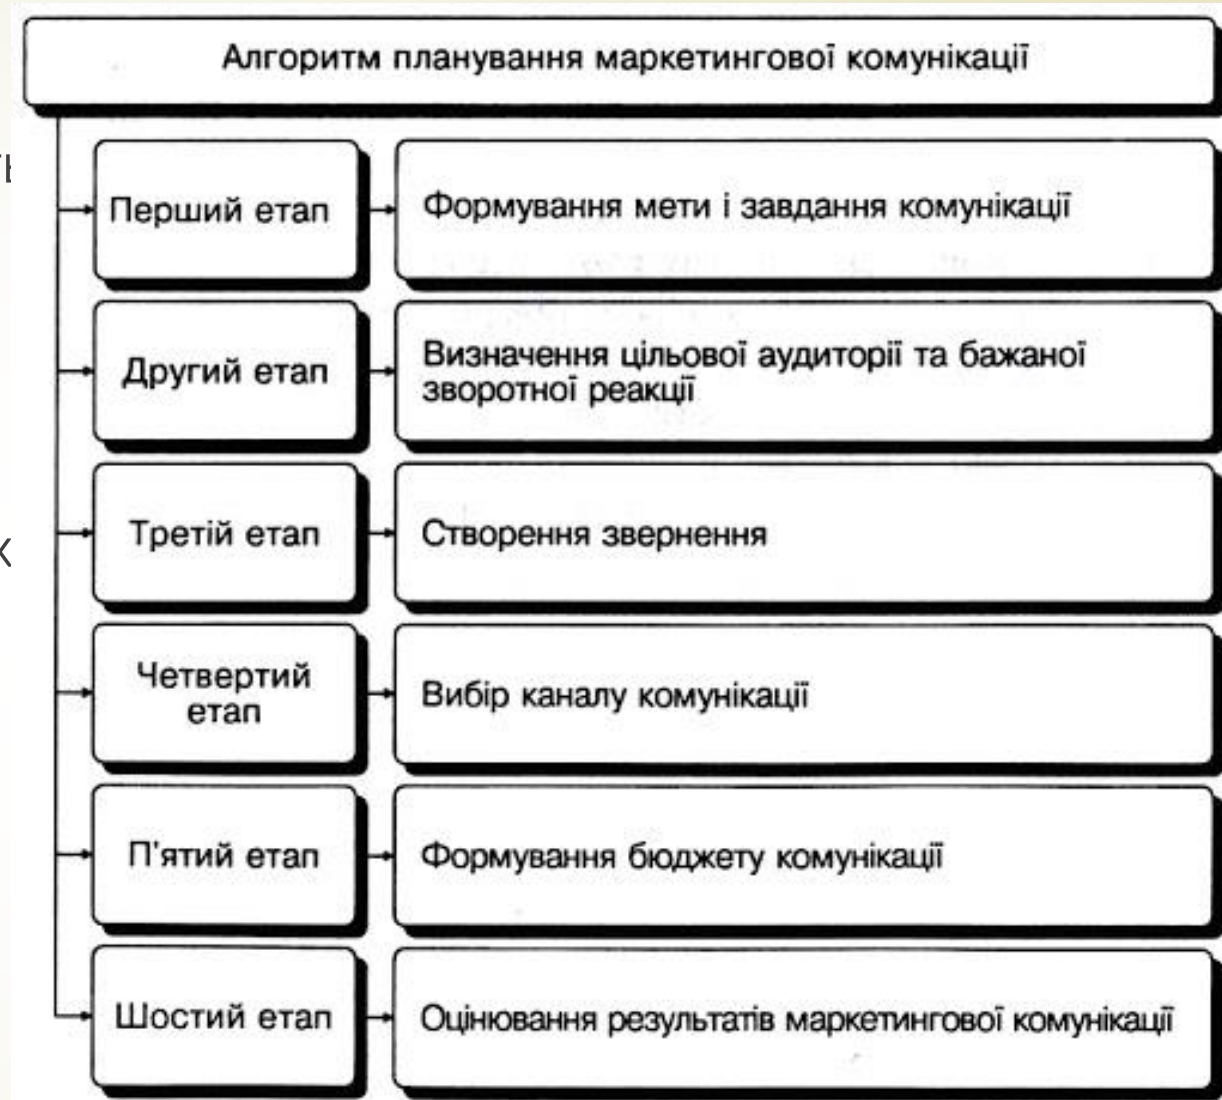 Алгоритм планування маркетингової комунікації
Перший етап
Формування мети і завдання комунікації
Другий етап
Визначення цільової аудиторії та бажаної
зворотної реакції
Третій етап
Створення звернення
Четвертий
етап
Вибір каналу комунікації
П'ятий етап
Формування бюджету комунікації
Шостий етап
Оцінювання результатів маркетингової комунікації